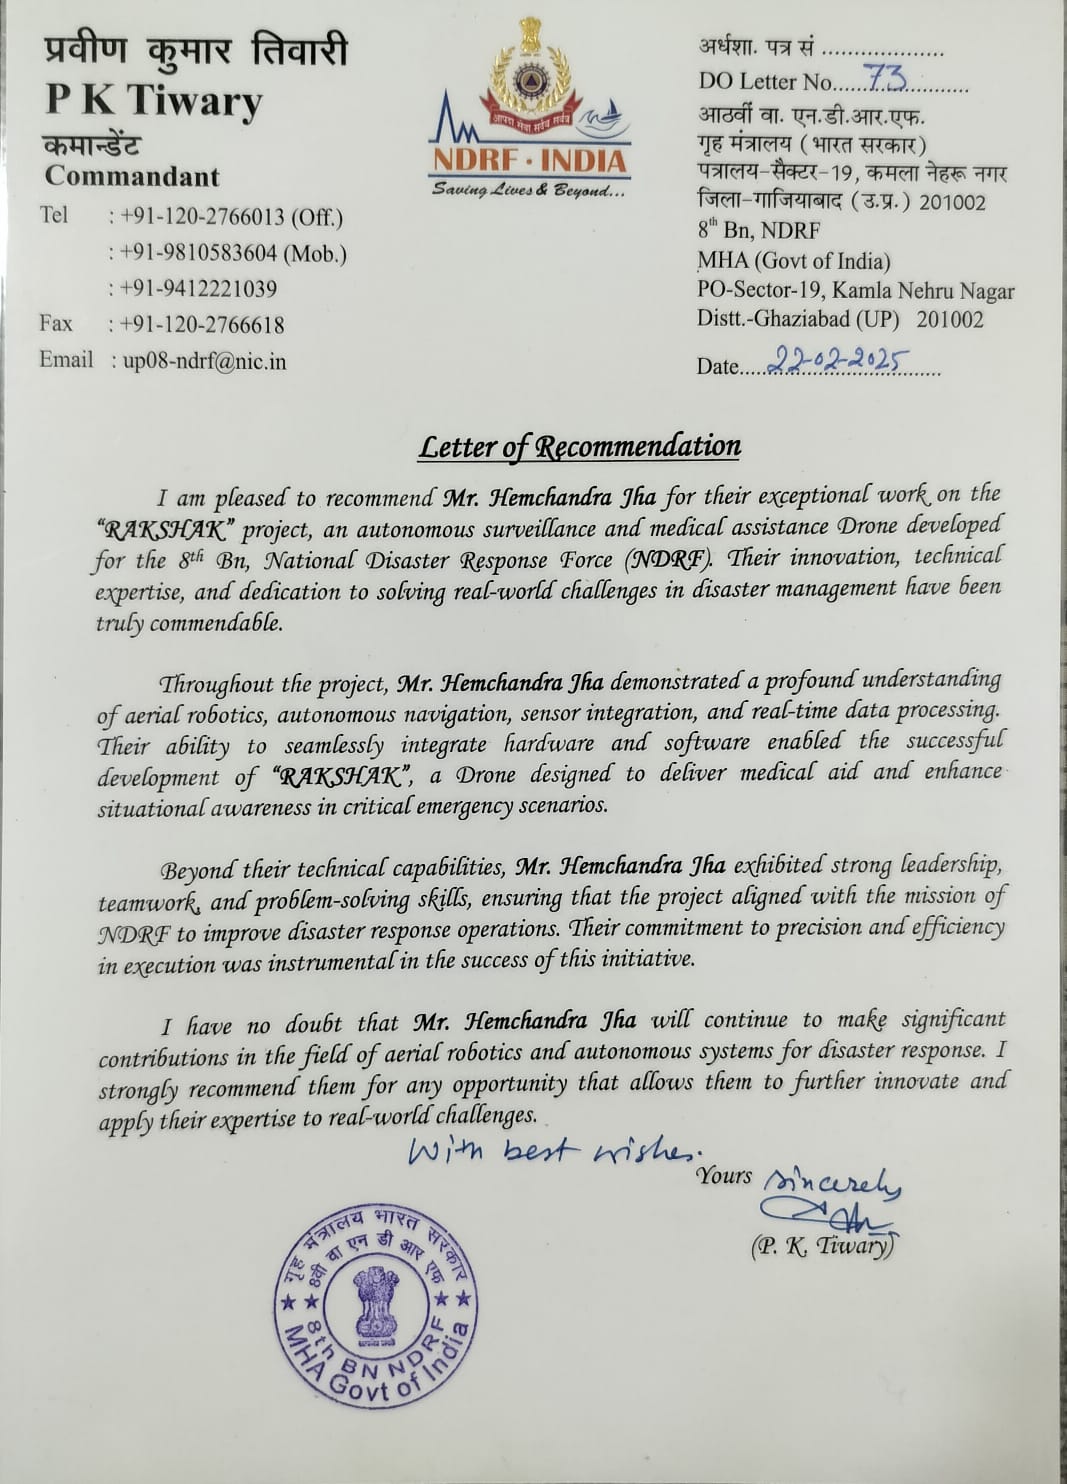 प्रवीण कुमार तिवारी
P K Tiwary
कमान्डेंट
Commandant
Tel : +91-120-2766013 (Off.)
: +91-9810583604 (Mob.)
: +91-9412221039
Fax : +91-120-2766618
Email : up08-ndrf@nic.in
आपदा सेवा सदैव सर्वत्र
NDRF · INDIA
Saving Lives & Beyond...
अर्धशा. पत्र सं ...................
DO Letter No.....73...........
आठवीं वा. एन.डी.आर.एफ.
गृह मंत्रालय (भारत सरकार)
पत्रालय-सैक्टर-19, कमला नेहरू नगर
जिला-गाजियाबाद (उ.प्र.) 201002
8th Bn, NDRF
MHA (Govt of India)
PO-Sector-19, Kamla Nehru Nagar
Distt.-Ghaziabad (UP) 201002
Date.....22-02-2025......
Letter of Recommendation
I am pleased to recommend Mr. Hemchandra Jha for their exceptional work on the
“RAKSHAK” project, an autonomous surveillance and medical assistance Drone developed
for the 8th Bn, National Disaster Response Force (NDRF). Their innovation, technical
expertise, and dedication to solving real-world challenges in disaster management have been
truly commendable.
Throughout the project, Mr. Hemchandra Jha demonstrated a profound understanding
of aerial robotics, autonomous navigation, sensor integration, and real-time data processing.
Their ability to seamlessly integrate hardware and software enabled the successful
development of “RAKSHAK”, a Drone designed to deliver medical aid and enhance
situational awareness in critical emergency scenarios.
Beyond their technical capabilities, Mr. Hemchandra Jha exhibited strong leadership,
teamwork, and problem-solving skills, ensuring that the project aligned with the mission of
NDRF to improve disaster response operations. Their commitment to precision and efficiency
in execution was instrumental in the success of this initiative.
I have no doubt that Mr. Hemchandra Jha will continue to make significant
contributions in the field of aerial robotics and autonomous systems for disaster response. I
strongly recommend them for any opportunity that allows them to further innovate and
apply their expertise to real-world challenges.
With best wishes.
Yours sincerely
(P. K. Tiwary)
गृह मंत्रालय भारत सरकार
8वीं वा एन डी आर एफ
8th BN NDRF
MHA Govt of India